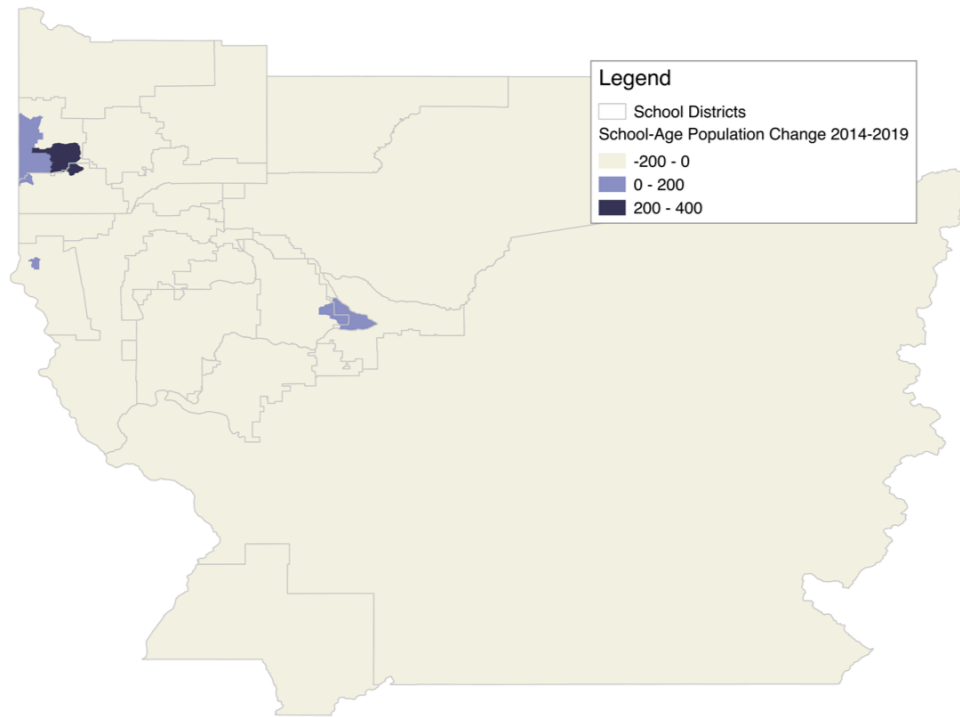 Legend
School Districts
School-Age Population Change 2014-2019
-200 - 0
0 - 200
200 - 400